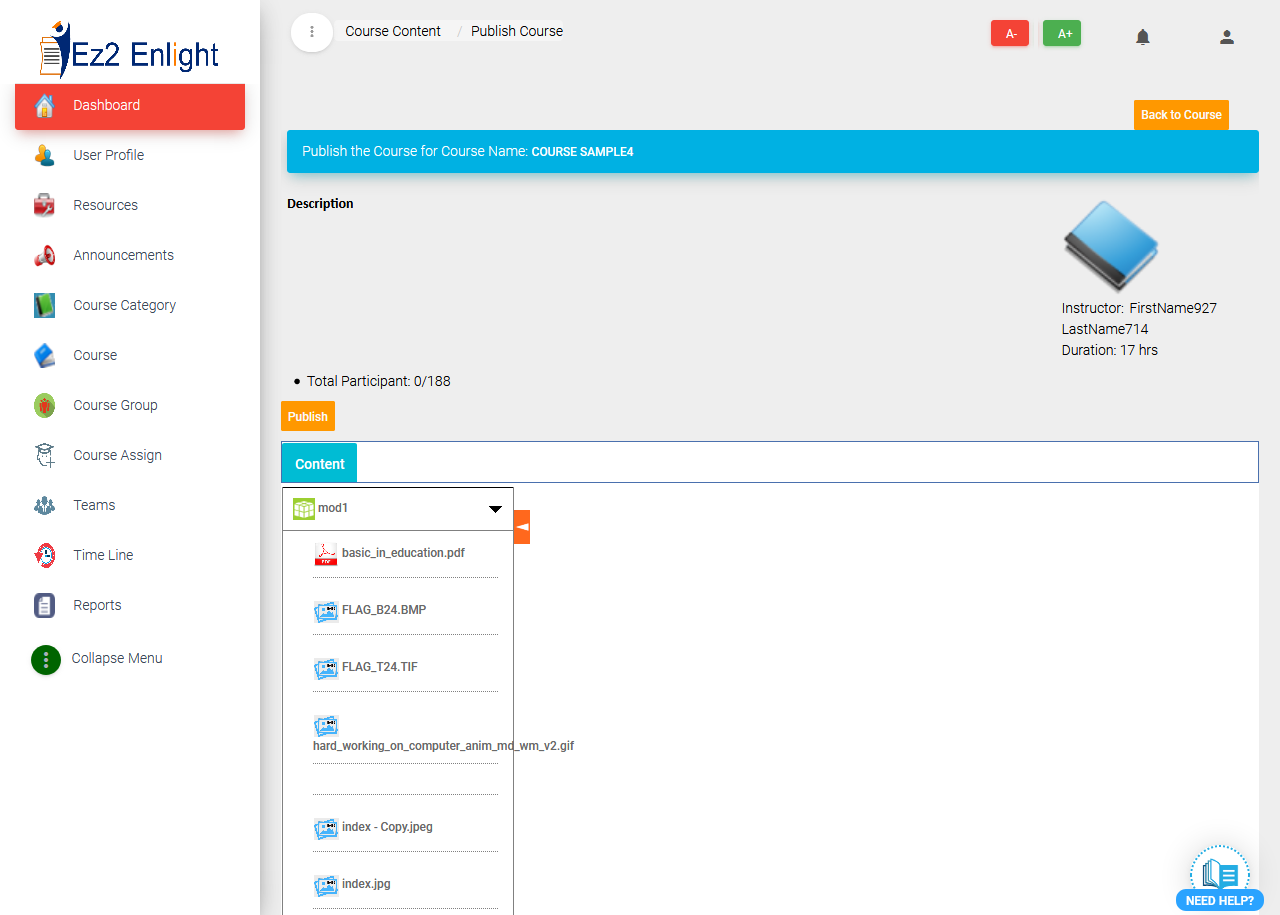 Ez2 Enlight
Dashboard
User Profile
Resources
Announcements
Course Category
Course
Course Group
Course Assign
Teams
Time Line
Reports
Collapse Menu
Course Content / Publish Course
A-
A+
Back to Course
Publish the Course for Course Name: COURSE SAMPLE4
Description
Instructor: FirstName927
LastName714
Duration: 17 hrs
Total Participant: 0/188
Publish
Content
mod1
basic_in_education.pdf
FLAG_B24.BMP
FLAG_T24.TIF
hard_working_on_computer_anim_md_wm_v2.gif
index - Copy.jpeg
index.jpg
NEED HELP?